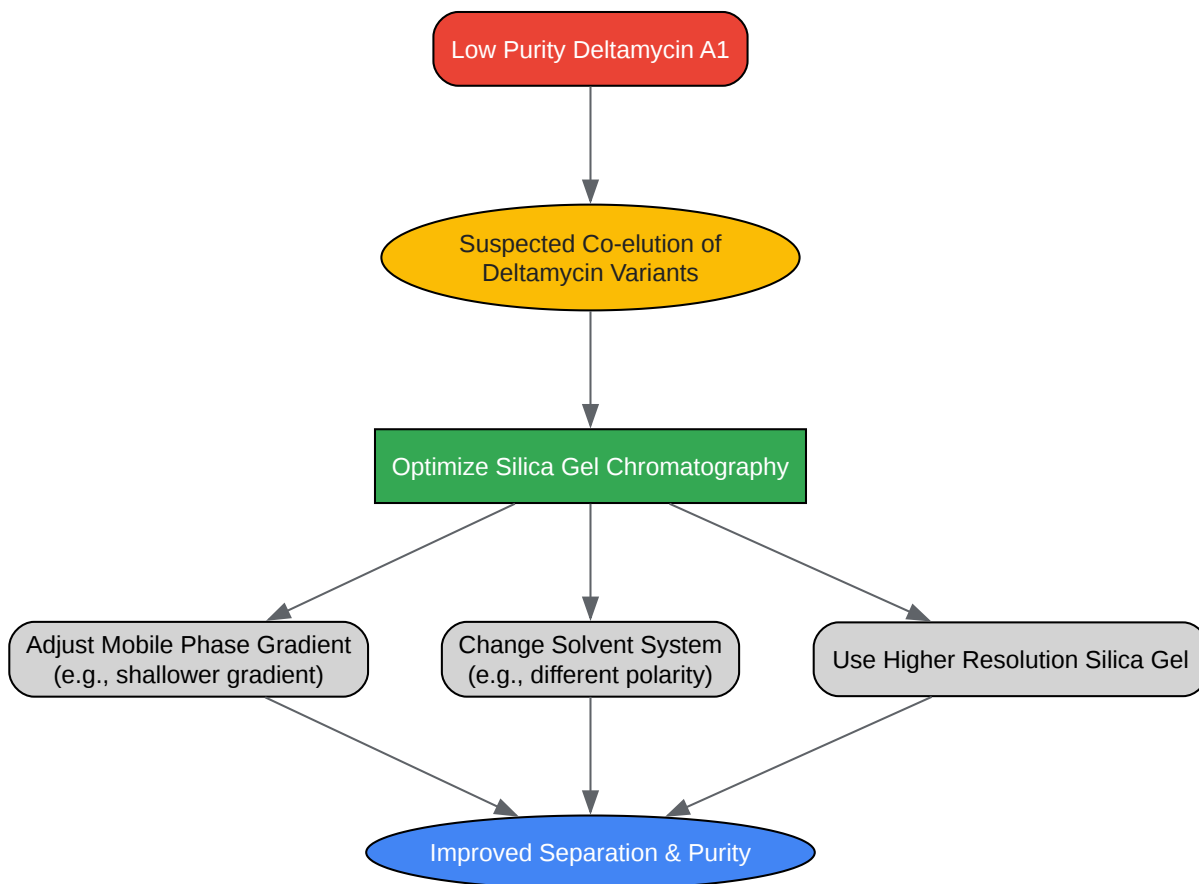 Low Purity Deltamycin A1
Suspected Co-elution of
Deltamycin Variants
Optimize Silica Gel Chromatography
Adjust Mobile Phase Gradient
(e.g., shallower gradient)
Change Solvent System
(e.g., different polarity)
Use Higher Resolution Silica Gel
Improved Separation & Purity